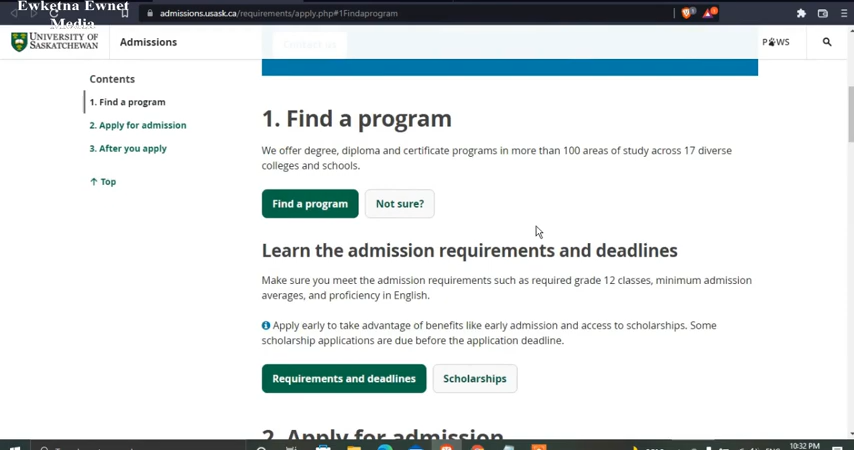 Ewketna Ewnet
Media
admissions.usask.ca/requirements/apply.php#1Findaprogram
UNIVERSITY OF
SASKATCHEWAN
Admissions
PAWS
Contents
1. Find a program
2. Apply for admission
3. After you apply
↑ Top
Contact us
1. Find a program
We offer degree, diploma and certificate programs in more than 100 areas of study across 17 diverse
colleges and schools.
Find a program
Not sure?
Learn the admission requirements and deadlines
Make sure you meet the admission requirements such as required grade 12 classes, minimum admission
averages, and proficiency in English.
Apply early to take advantage of benefits like early admission and access to scholarships. Some
scholarship applications are due before the application deadline.
Requirements and deadlines
Scholarships
2. Apply for admission
10:32 PM